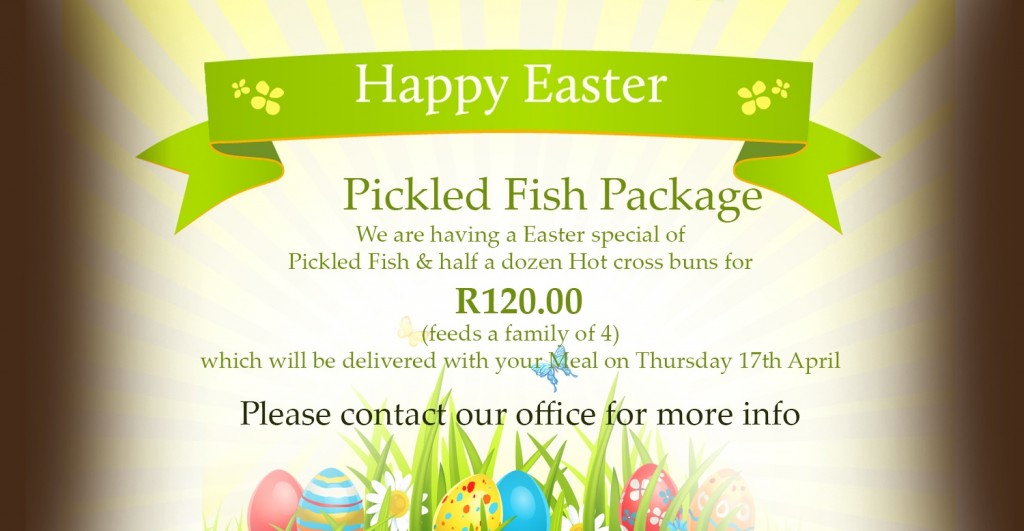 Happy Easter
Pickled Fish Package
We are having a Easter special of
Pickled Fish & half a dozen Hot cross buns for
R120.00
(feeds a family of 4)
which will be delivered with your Meal on Thursday 17th April
Please contact our office for more info